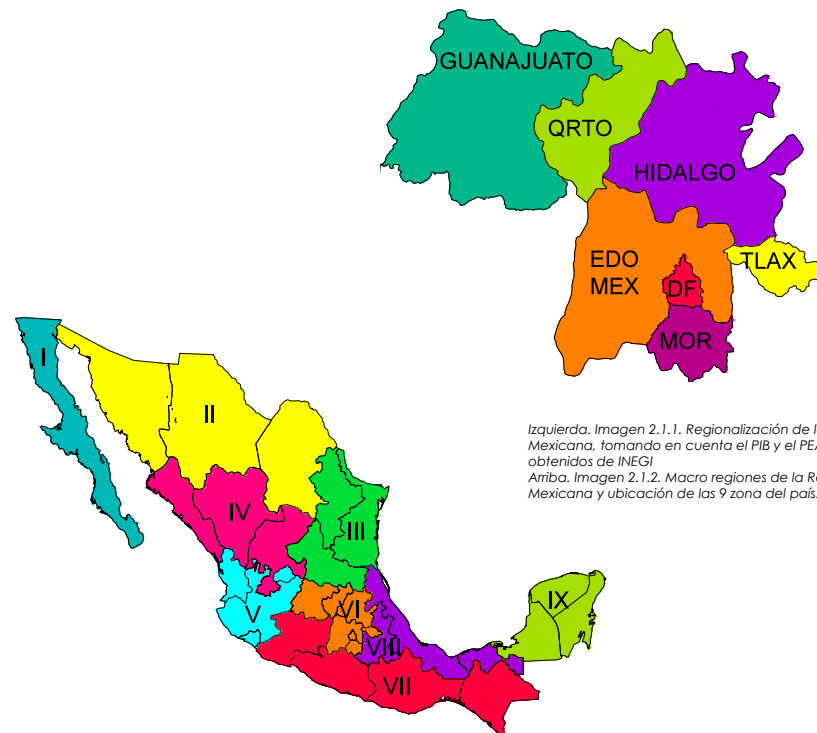 GUANAJUATO
QRTO
HIDALGO
EDO
MEX
TLAX
DF
MOR
I
II
III
IV
V
VI
VII
VIII
IX
Izquierda. Imagen 2.1.1. Regionalización de l
Mexicana, tomando en cuenta el PIB y el PEA
obtenidos de INEGI
Arriba. Imagen 2.1.2. Macro regiones de la R
Mexicana y ubicación de las 9 zona del país.